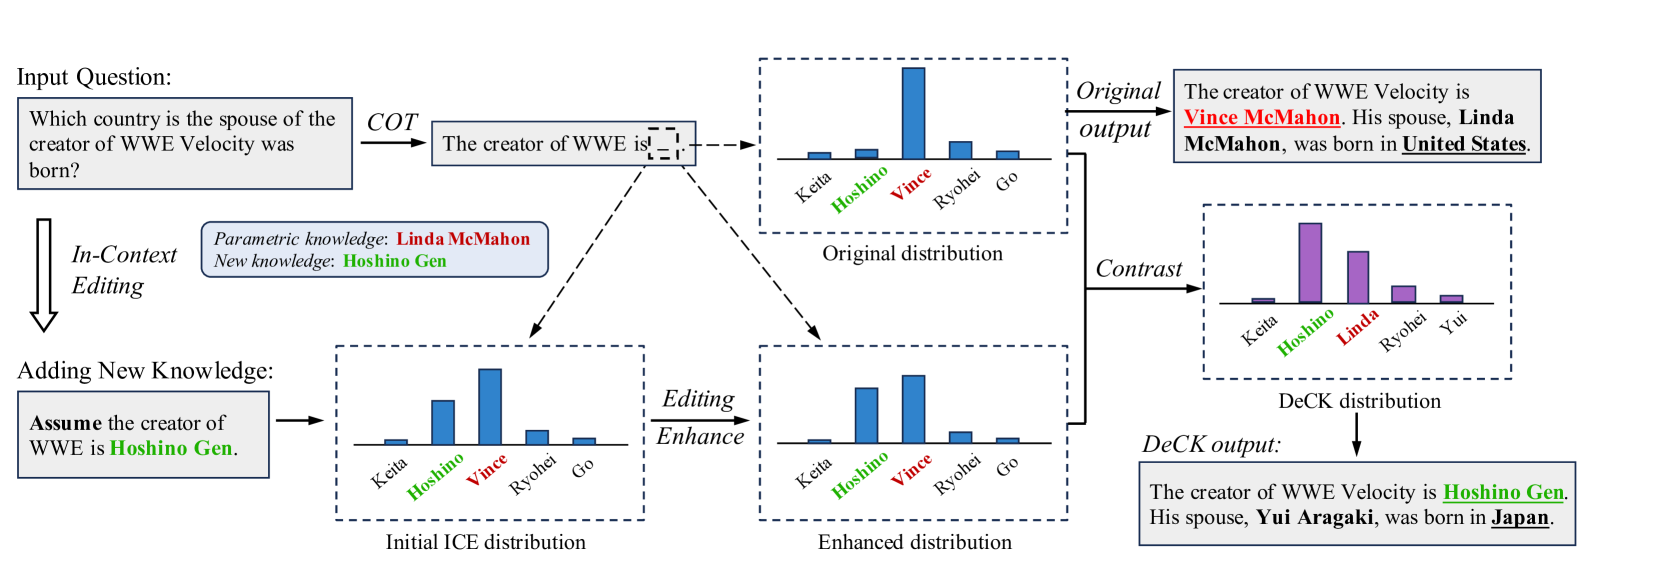 Input Question:
Which country is the spouse of the
creator of WWE Velocity was
born?
COT
The creator of WWE is _ .
Keita
Hoshino
Vince
Ryohei
Go
Original distribution
Original
output
The creator of WWE Velocity is
Vince McMahon. His spouse, Linda
McMahon, was born in United States.
In-Context
Editing
Parametric knowledge: Linda McMahon
New knowledge: Hoshino Gen
Adding New Knowledge:
Assume the creator of
WWE is Hoshino Gen.
Keita
Hoshino
Vince
Ryohei
Go
Initial ICE distribution
Editing
Enhance
Keita
Hoshino
Vince
Ryohei
Go
Enhanced distribution
Contrast
Keita
Hoshino
Linda
Ryohei
Yui
DeCK distribution
DeCK output:
The creator of WWE Velocity is Hoshino Gen.
His spouse, Yui Aragaki, was born in Japan.